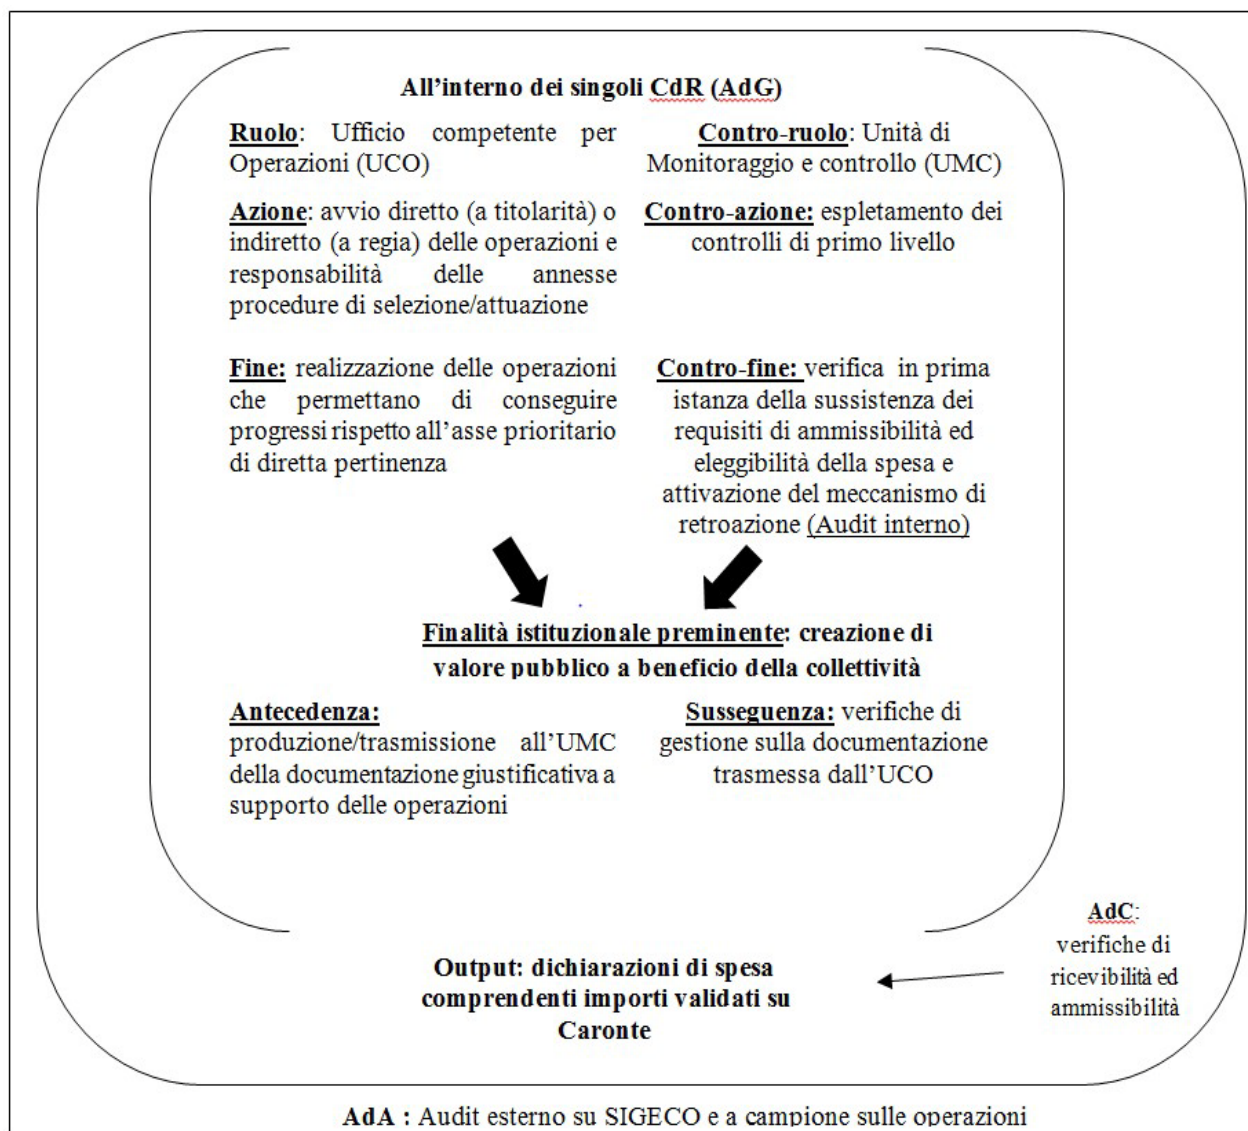 All’interno dei singoli CdR (AdG)
Ruolo: Ufficio competente per
Operazioni (UCO)
Contro-ruolo: Unità di
Monitoraggio e controllo (UMC)
Azione: avvio diretto (a titolarità) o
indiretto (a regia) delle operazioni e
responsabilità delle annesse
procedure di selezione/attuazione
Contro-azione: espletamento dei
controlli di primo livello
Fine: realizzazione delle operazioni
che permettano di conseguire
progressi rispetto all’asse prioritario
di diretta pertinenza
Contro-fine: verifica in prima
istanza della sussistenza dei
requisiti di ammissibilità ed
eleggibilità della spesa e
attivazione del meccanismo di
retroazione (Audit interno)
Finalità istituzionale preminente: creazione di
valore pubblico a beneficio della collettività
Antecedenza:
produzione/trasmissione all’UMC
della documentazione giustificativa a
supporto delle operazioni
Susseguenza: verifiche di
gestione sulla documentazione
trasmessa dall’UCO
AdC:
verifiche di
ricevibilità ed
ammissibilità
Output: dichiarazioni di spesa
comprendenti importi validati su
Caronte
AdA : Audit esterno su SIGECO e a campione sulle operazioni